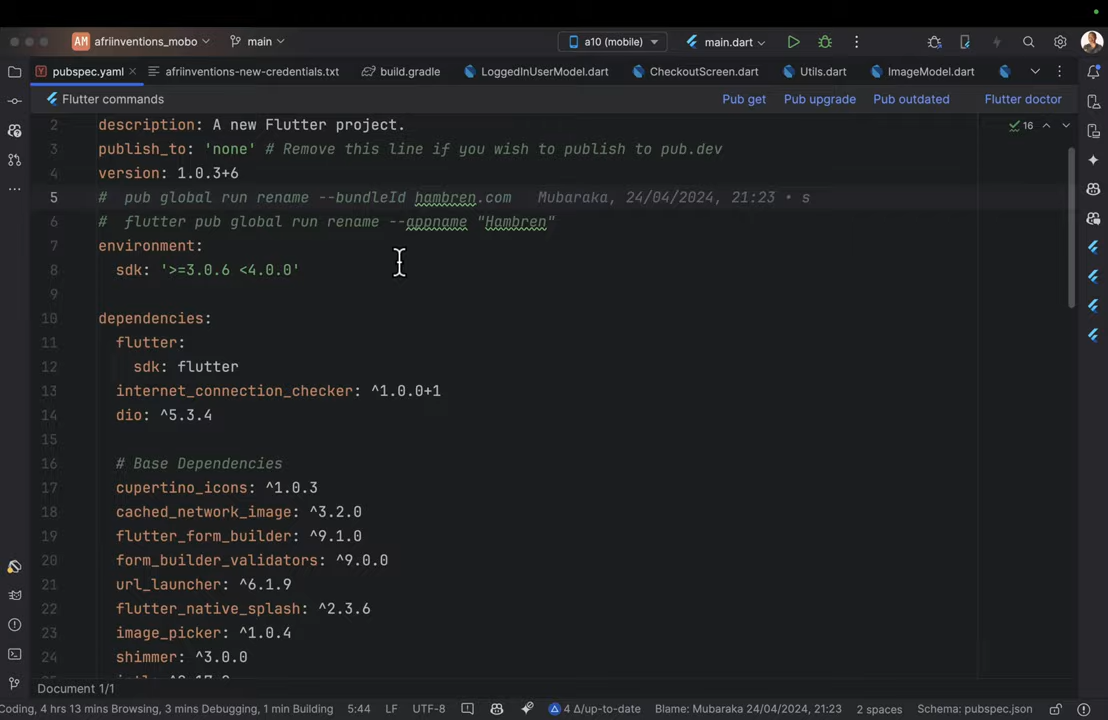 AM afriinventions_mobo main a10 (mobile) main.dart
pubspec.yaml afriinventions-new-credentials.txt build.gradle LoggedInUserModel.dart CheckoutScreen.dart Utils.dart ImageModel.dart
Flutter commands Pub get Pub upgrade Pub outdated Flutter doctor
2 description: A new Flutter project.
16
3 publish_to: 'none' # Remove this line if you wish to publish to pub.dev
4 version: 1.0.3+6
5 # pub global run rename --bundleId hambren.com Mubaraka, 24/04/2024, 21:23 • s
6 # flutter pub global run rename --appname "Hambren"
7 environment:
8 sdk: '>=3.0.6 <4.0.0'
9
10 dependencies:
11 flutter:
12 sdk: flutter
13 internet_connection_checker: ^1.0.0+1
14 dio: ^5.3.4
15
16 # Base Dependencies
17 cupertino_icons: ^1.0.3
18 cached_network_image: ^3.2.0
19 flutter_form_builder: ^9.1.0
20 form_builder_validators: ^9.0.0
21 url_launcher: ^6.1.9
22 flutter_native_splash: ^2.3.6
23 image_picker: ^1.0.4
24 shimmer: ^3.0.0
Document 1/1
Coding, 4 hrs 13 mins Browsing, 3 mins Debugging, 1 min Building 5:44 LF UTF-8 4 Δ/up-to-date Blame: Mubaraka 24/04/2024, 21:23 2 spaces Schema: pubspec.json